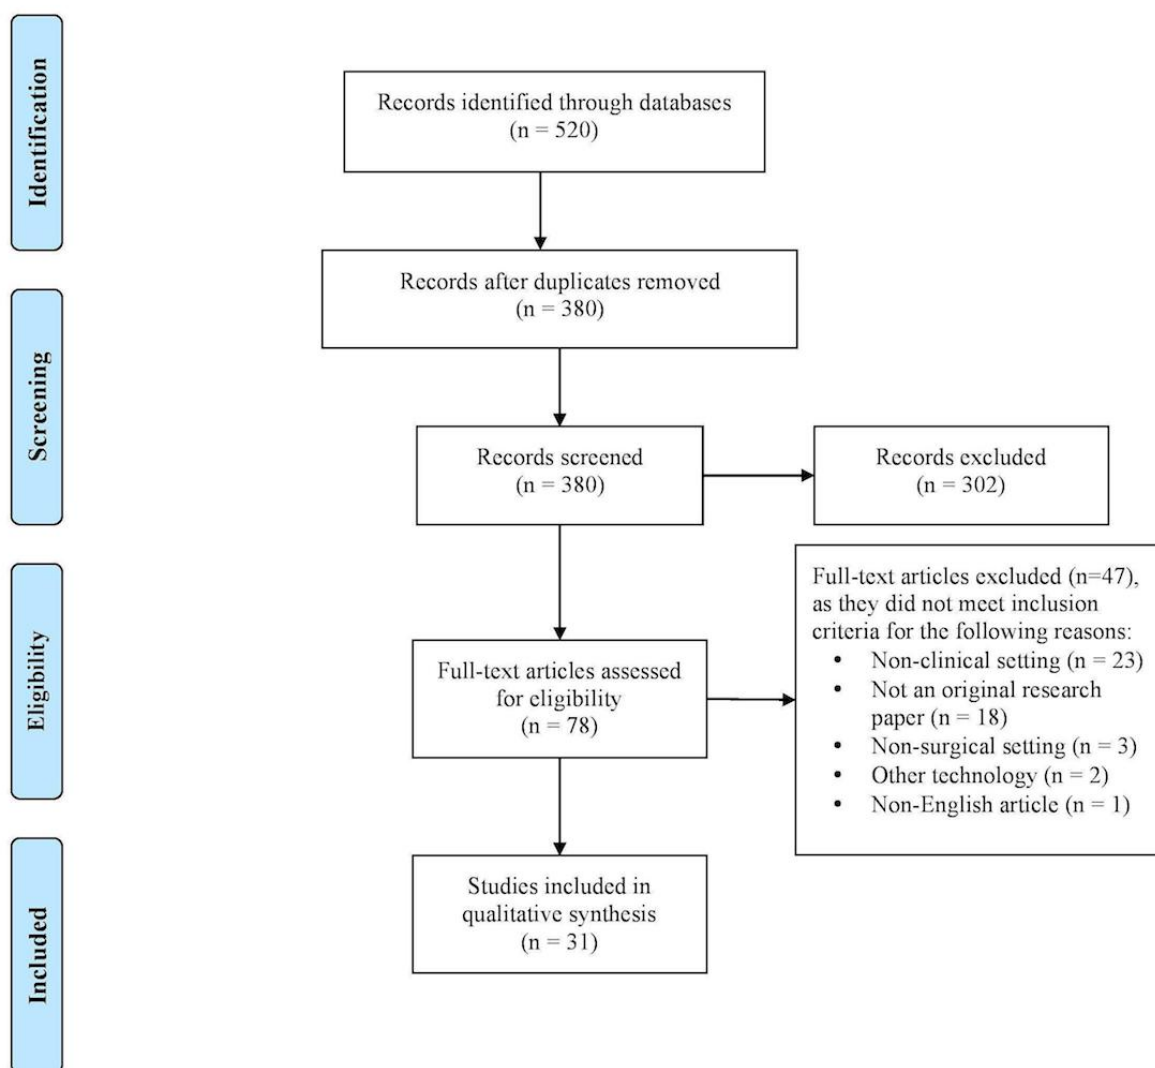 Identification
Records identified through databases
(n = 520)
Records after duplicates removed
(n = 380)
Screening
Records screened
(n = 380)
Records excluded
(n = 302)
Eligibility
Full-text articles assessed
for eligibility
(n = 78)
Full-text articles excluded (n=47),
as they did not meet inclusion
criteria for the following reasons:
• Non-clinical setting (n = 23)
• Not an original research
paper (n = 18)
• Non-surgical setting (n = 3)
• Other technology (n = 2)
• Non-English article (n = 1)
Included
Studies included in
qualitative synthesis
(n = 31)